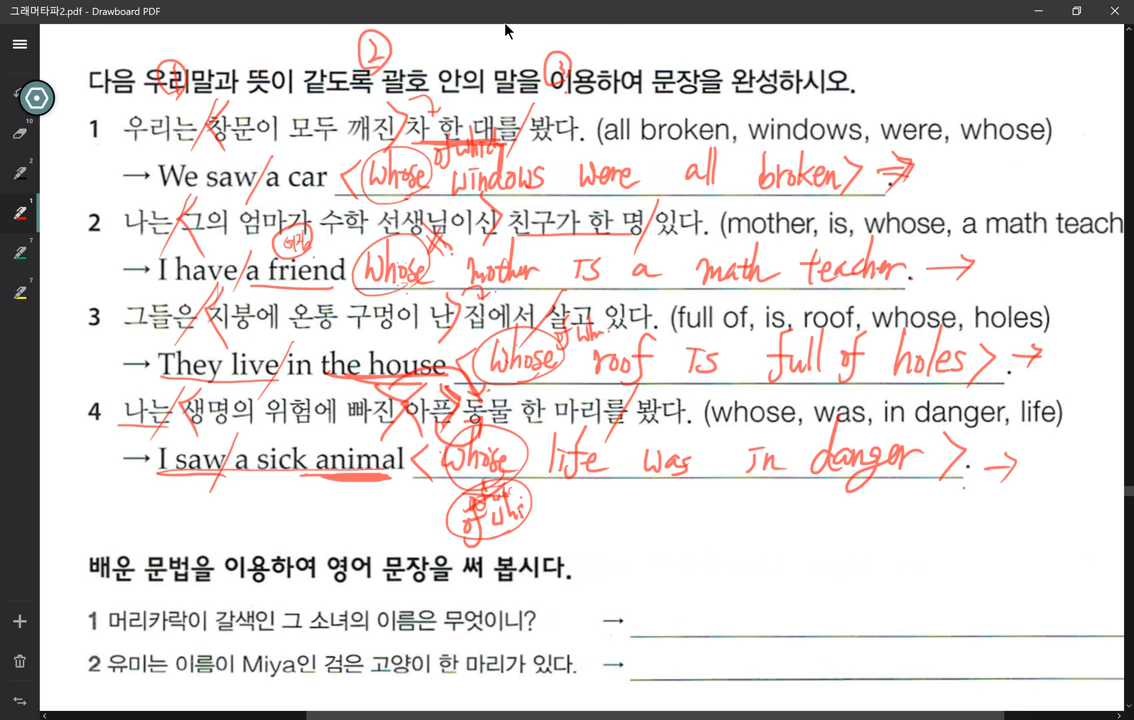 그래머타파2.pdf - Drawboard PDF
② ③
다음 우리말과 뜻이 같도록 괄호 안의 말을 이용하여 문장을 완성하시오.
1 우리는 창문이 모두 깨진 차 한 대를 봤다. (all broken, windows, were, whose)
of which
→ We saw a car <whose windows were all broken>.
2 나는 그의 엄마가 수학 선생님이신 친구가 한 명 있다. (mother, is, whose, a math teach
→ I have a friend whose mother is a math teacher. →
3 그들은 지붕에 온통 구멍이 난 집에서 살고 있다. (full of, is, roof, whose, holes)
→ They live in the house <whose roof is full of holes>. →
4 나는 생명의 위험에 빠진 아픈 동물 한 마리를 봤다. (whose, was, in danger, life)
→ I saw a sick animal <whose life was in danger>. →
배운 문법을 이용하여 영어 문장을 써 봅시다.
1 머리카락이 갈색인 그 소녀의 이름은 무엇이니? →
2 유미는 이름이 Miya인 검은 고양이 한 마리가 있다. →